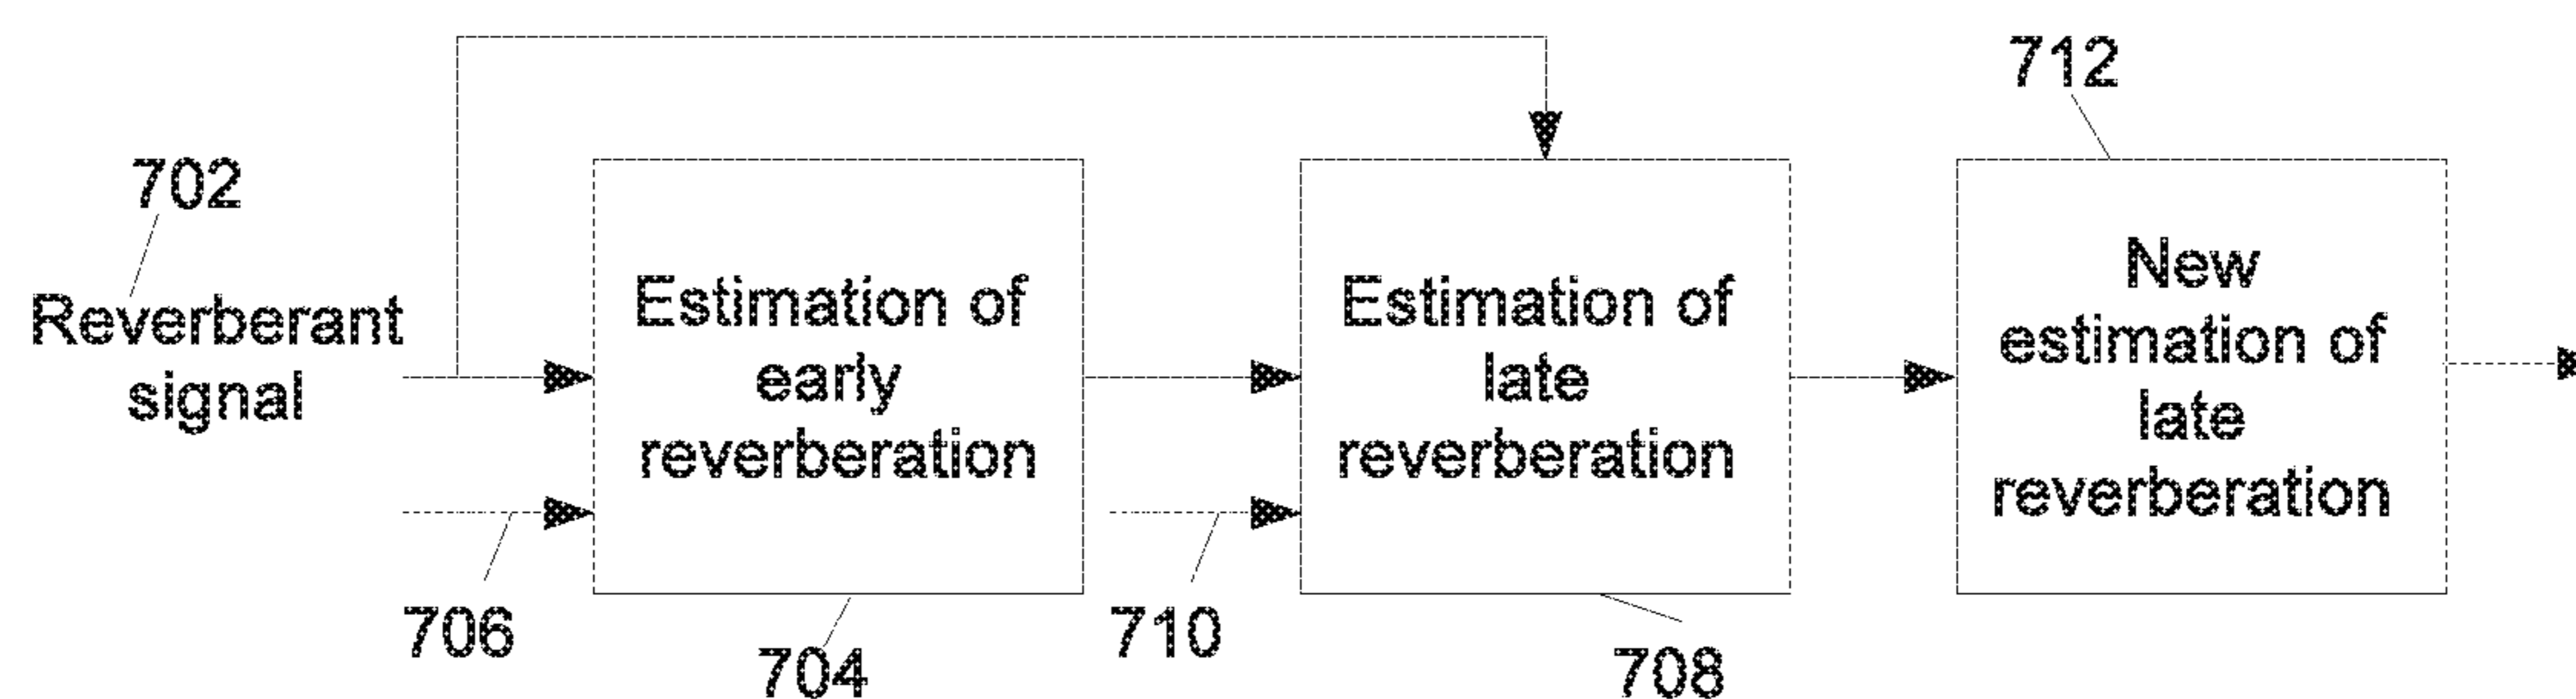 702
Reverberant
signal
706
Estimation of
early
reverberation
704
710
Estimation of
late
reverberation
708
712
New
estimation of
late
reverberation